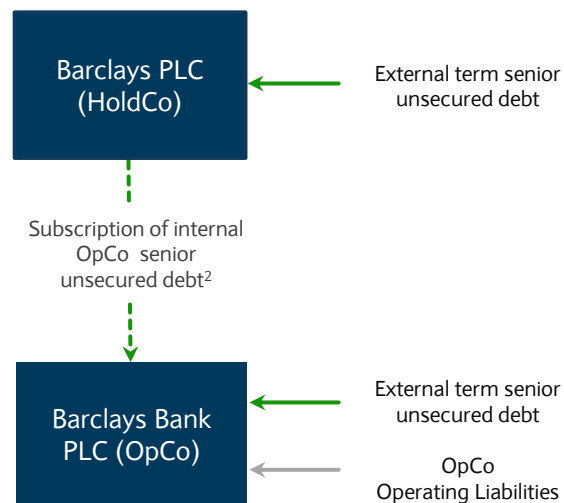 Barclays PLC
(HoldCo)
External term senior
unsecured debt
Subscription of internal
OpCo senior
unsecured debt²
Barclays Bank
PLC (OpCo)
External term senior
unsecured debt
OpCo
Operating Liabilities